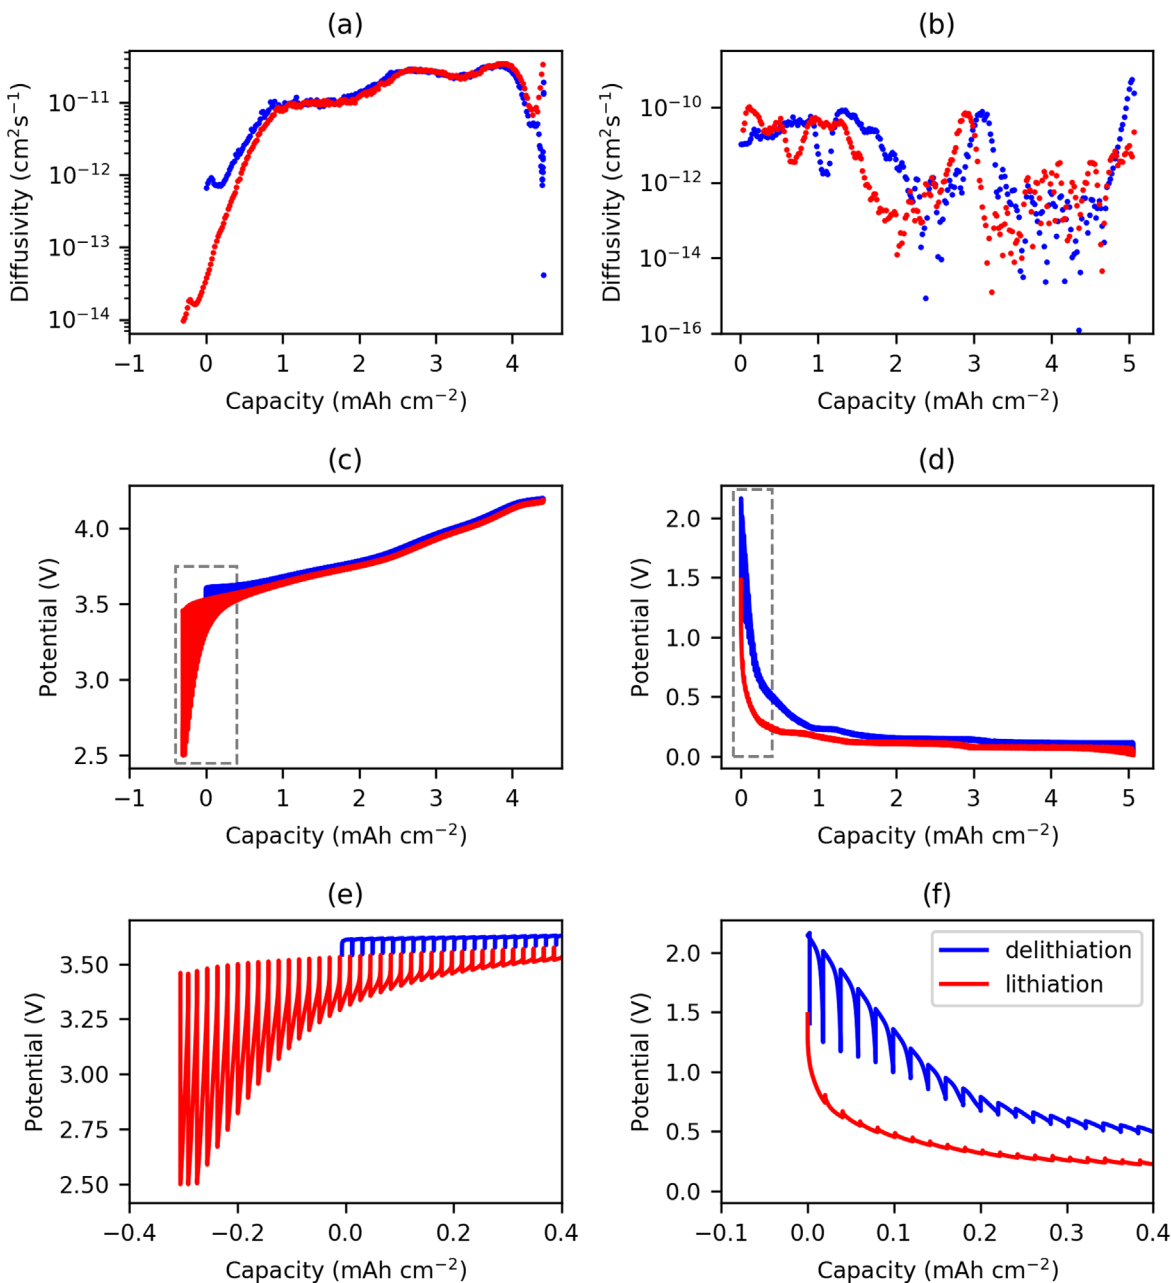 (a)
10⁻¹¹
10⁻¹²
10⁻¹³
10⁻¹⁴
Diffusivity (cm²s⁻¹)
−1 0 1 2 3 4
Capacity (mAh cm⁻²)
(b)
10⁻¹⁰
10⁻¹²
10⁻¹⁴
10⁻¹⁶
Diffusivity (cm²s⁻¹)
0 1 2 3 4 5
Capacity (mAh cm⁻²)
(c)
4.0
3.5
3.0
2.5
Potential (V)
−1 0 1 2 3 4
Capacity (mAh cm⁻²)
(d)
2.0
1.5
1.0
0.5
0.0
Potential (V)
0 1 2 3 4 5
Capacity (mAh cm⁻²)
(e)
3.50
3.25
3.00
2.75
2.50
Potential (V)
−0.4 −0.2 0.0 0.2 0.4
Capacity (mAh cm⁻²)
(f)
2.0
1.5
1.0
0.5
0.0
Potential (V)
delithiation
lithiation
−0.1 0.0 0.1 0.2 0.3 0.4
Capacity (mAh cm⁻²)